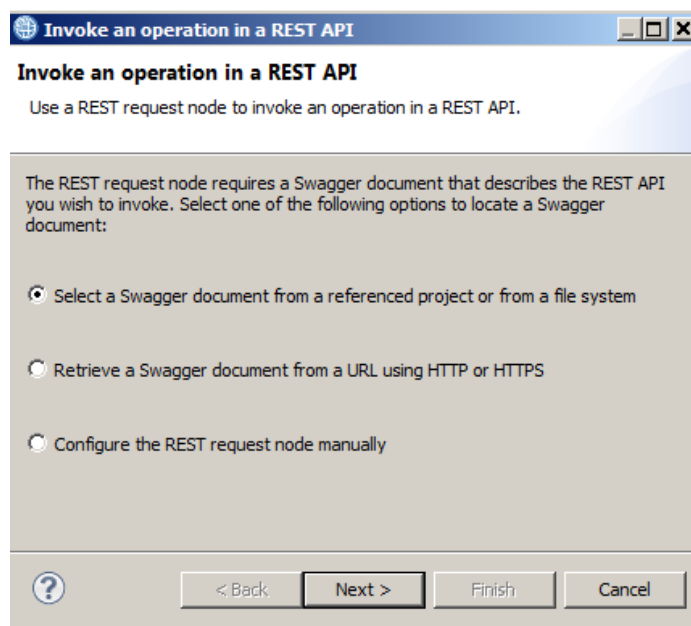 Invoke an operation in a REST API
Invoke an operation in a REST API
Use a REST request node to invoke an operation in a REST API.
The REST request node requires a Swagger document that describes the REST API
you wish to invoke. Select one of the following options to locate a Swagger
document:
Select a Swagger document from a referenced project or from a file system
Retrieve a Swagger document from a URL using HTTP or HTTPS
Configure the REST request node manually
? < Back Next > Finish Cancel